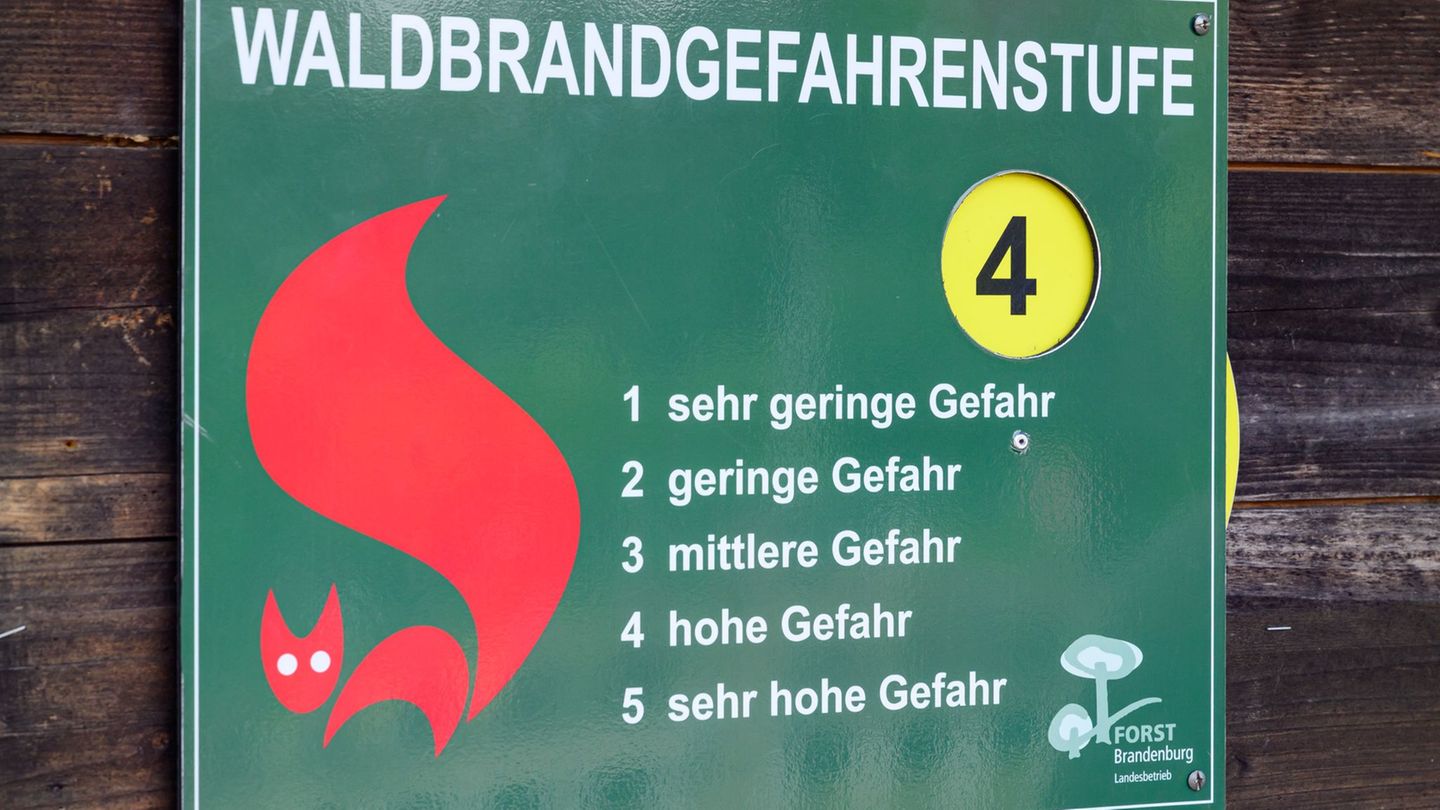 WALDBRANDGEFAHRENSTUFE
4
1 sehr geringe Gefahr
2 geringe Gefahr
3 mittlere Gefahr
4 hohe Gefahr
5 sehr hohe Gefahr
FORST
Brandenburg
Landesbetrieb